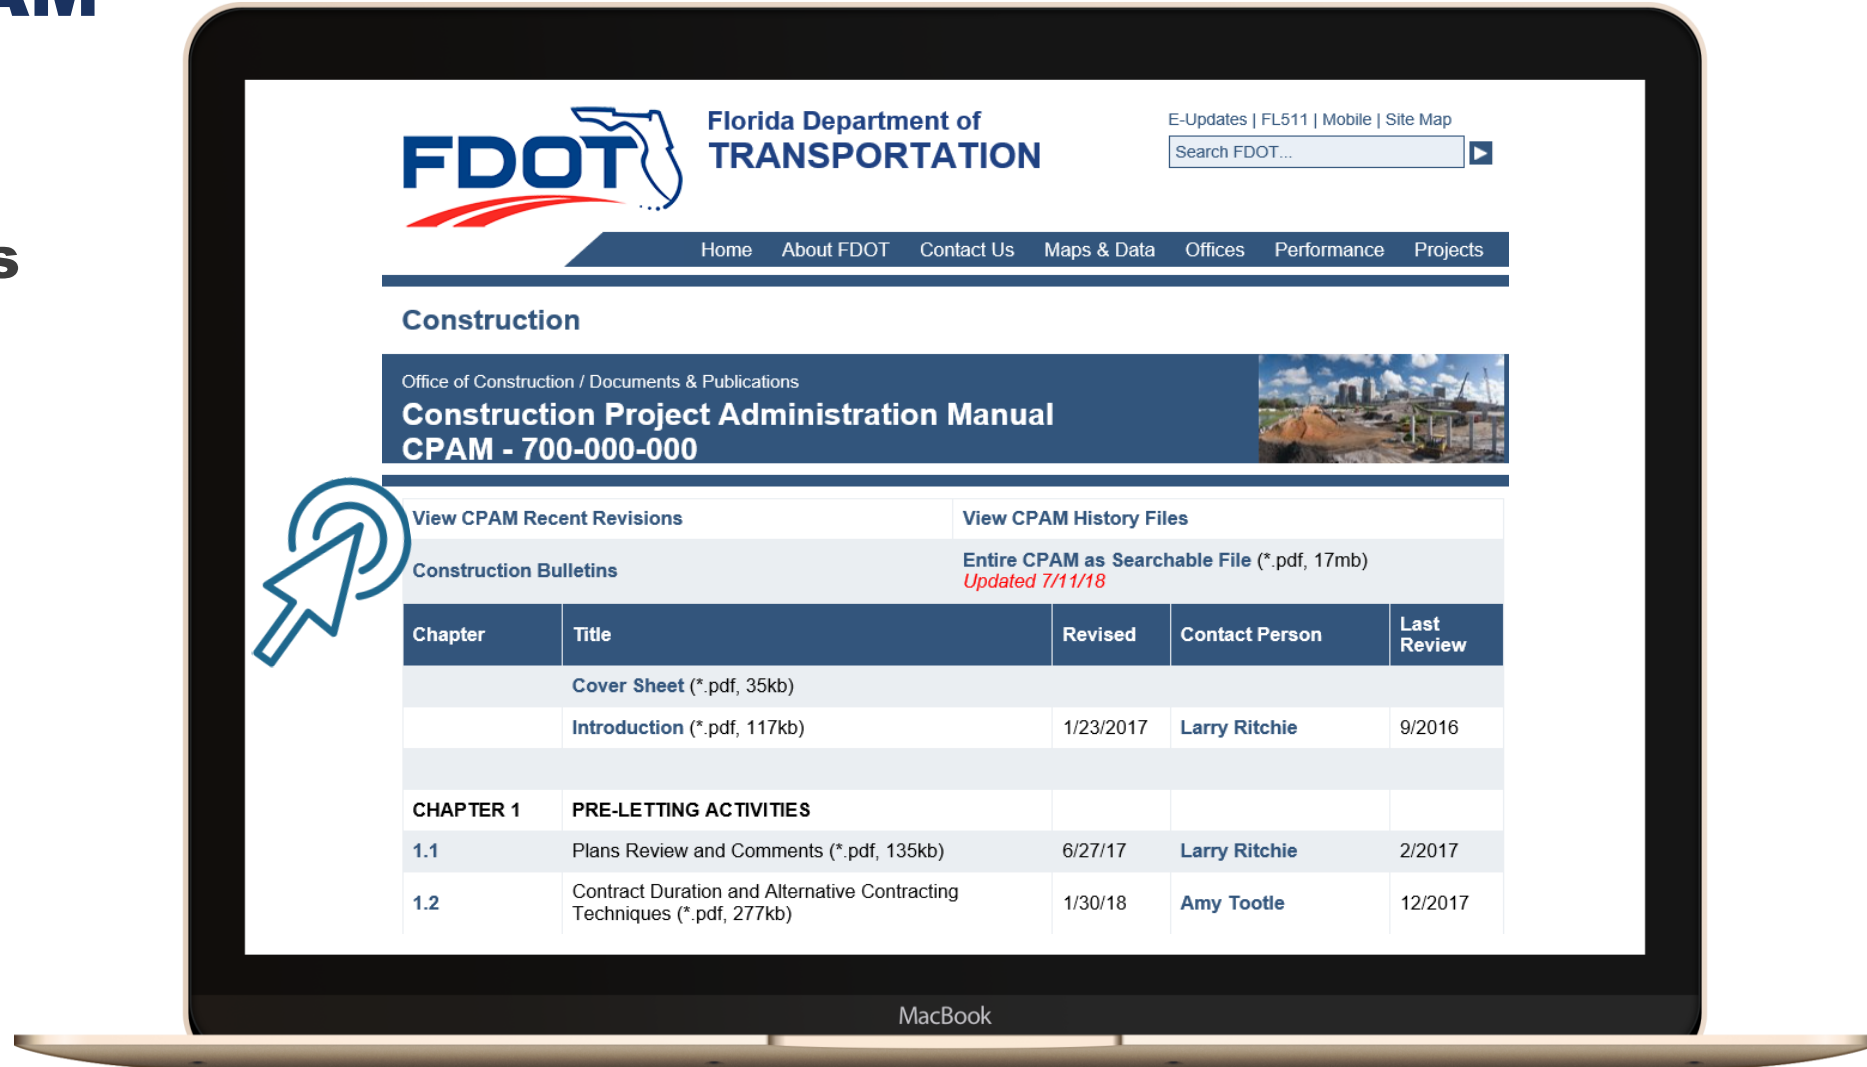 AM
s
FDOT
Florida Department of
TRANSPORTATION
E-Updates | FL511 | Mobile | Site Map
Search FDOT...
Home About FDOT Contact Us Maps & Data Offices Performance Projects
Construction
Office of Construction / Documents & Publications
Construction Project Administration Manual
CPAM - 700-000-000
View CPAM Recent Revisions View CPAM History Files
Construction Bulletins Entire CPAM as Searchable File (*.pdf, 17mb)
Updated 7/11/18
Chapter Title Revised Contact Person Last Review
Cover Sheet (*.pdf, 35kb)
Introduction (*.pdf, 117kb) 1/23/2017 Larry Ritchie 9/2016
CHAPTER 1 PRE-LETTING ACTIVITIES
1.1 Plans Review and Comments (*.pdf, 135kb) 6/27/17 Larry Ritchie 2/2017
1.2 Contract Duration and Alternative Contracting
Techniques (*.pdf, 277kb) 1/30/18 Amy Tootle 12/2017
MacBook